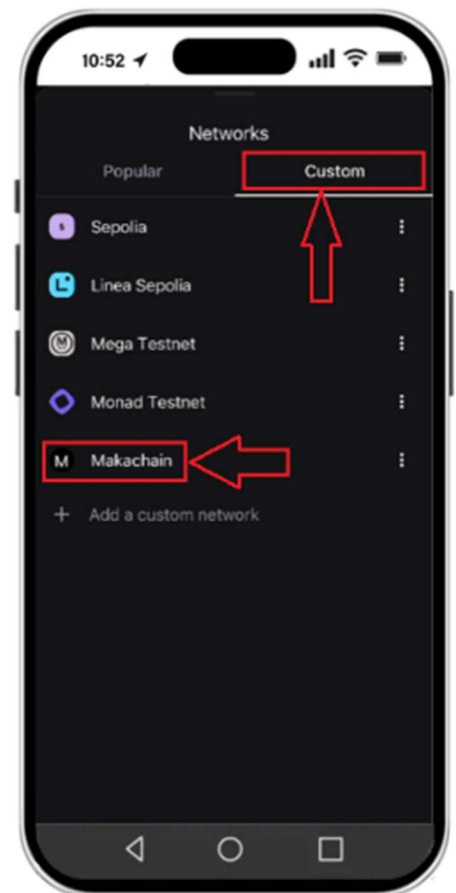 10:52
Networks
Popular Custom
S Sepolia
L Linea Sepolia
M Mega Testnet
Monad Testnet
M Makachain
+ Add a custom network